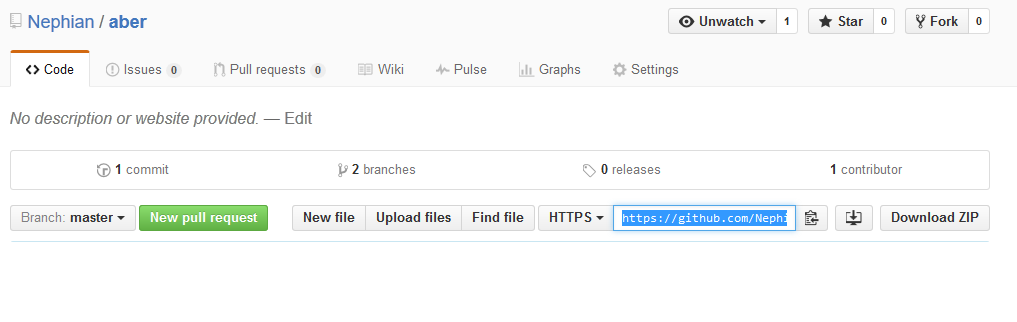 Nephian / aber Unwatch 1 Star 0 Fork 0
Code Issues 0 Pull requests 0 Wiki Pulse Graphs Settings
No description or website provided. — Edit
1 commit 2 branches 0 releases 1 contributor
Branch: master New pull request New file Upload files Find file HTTPS https://github.com/Nephi Download ZIP